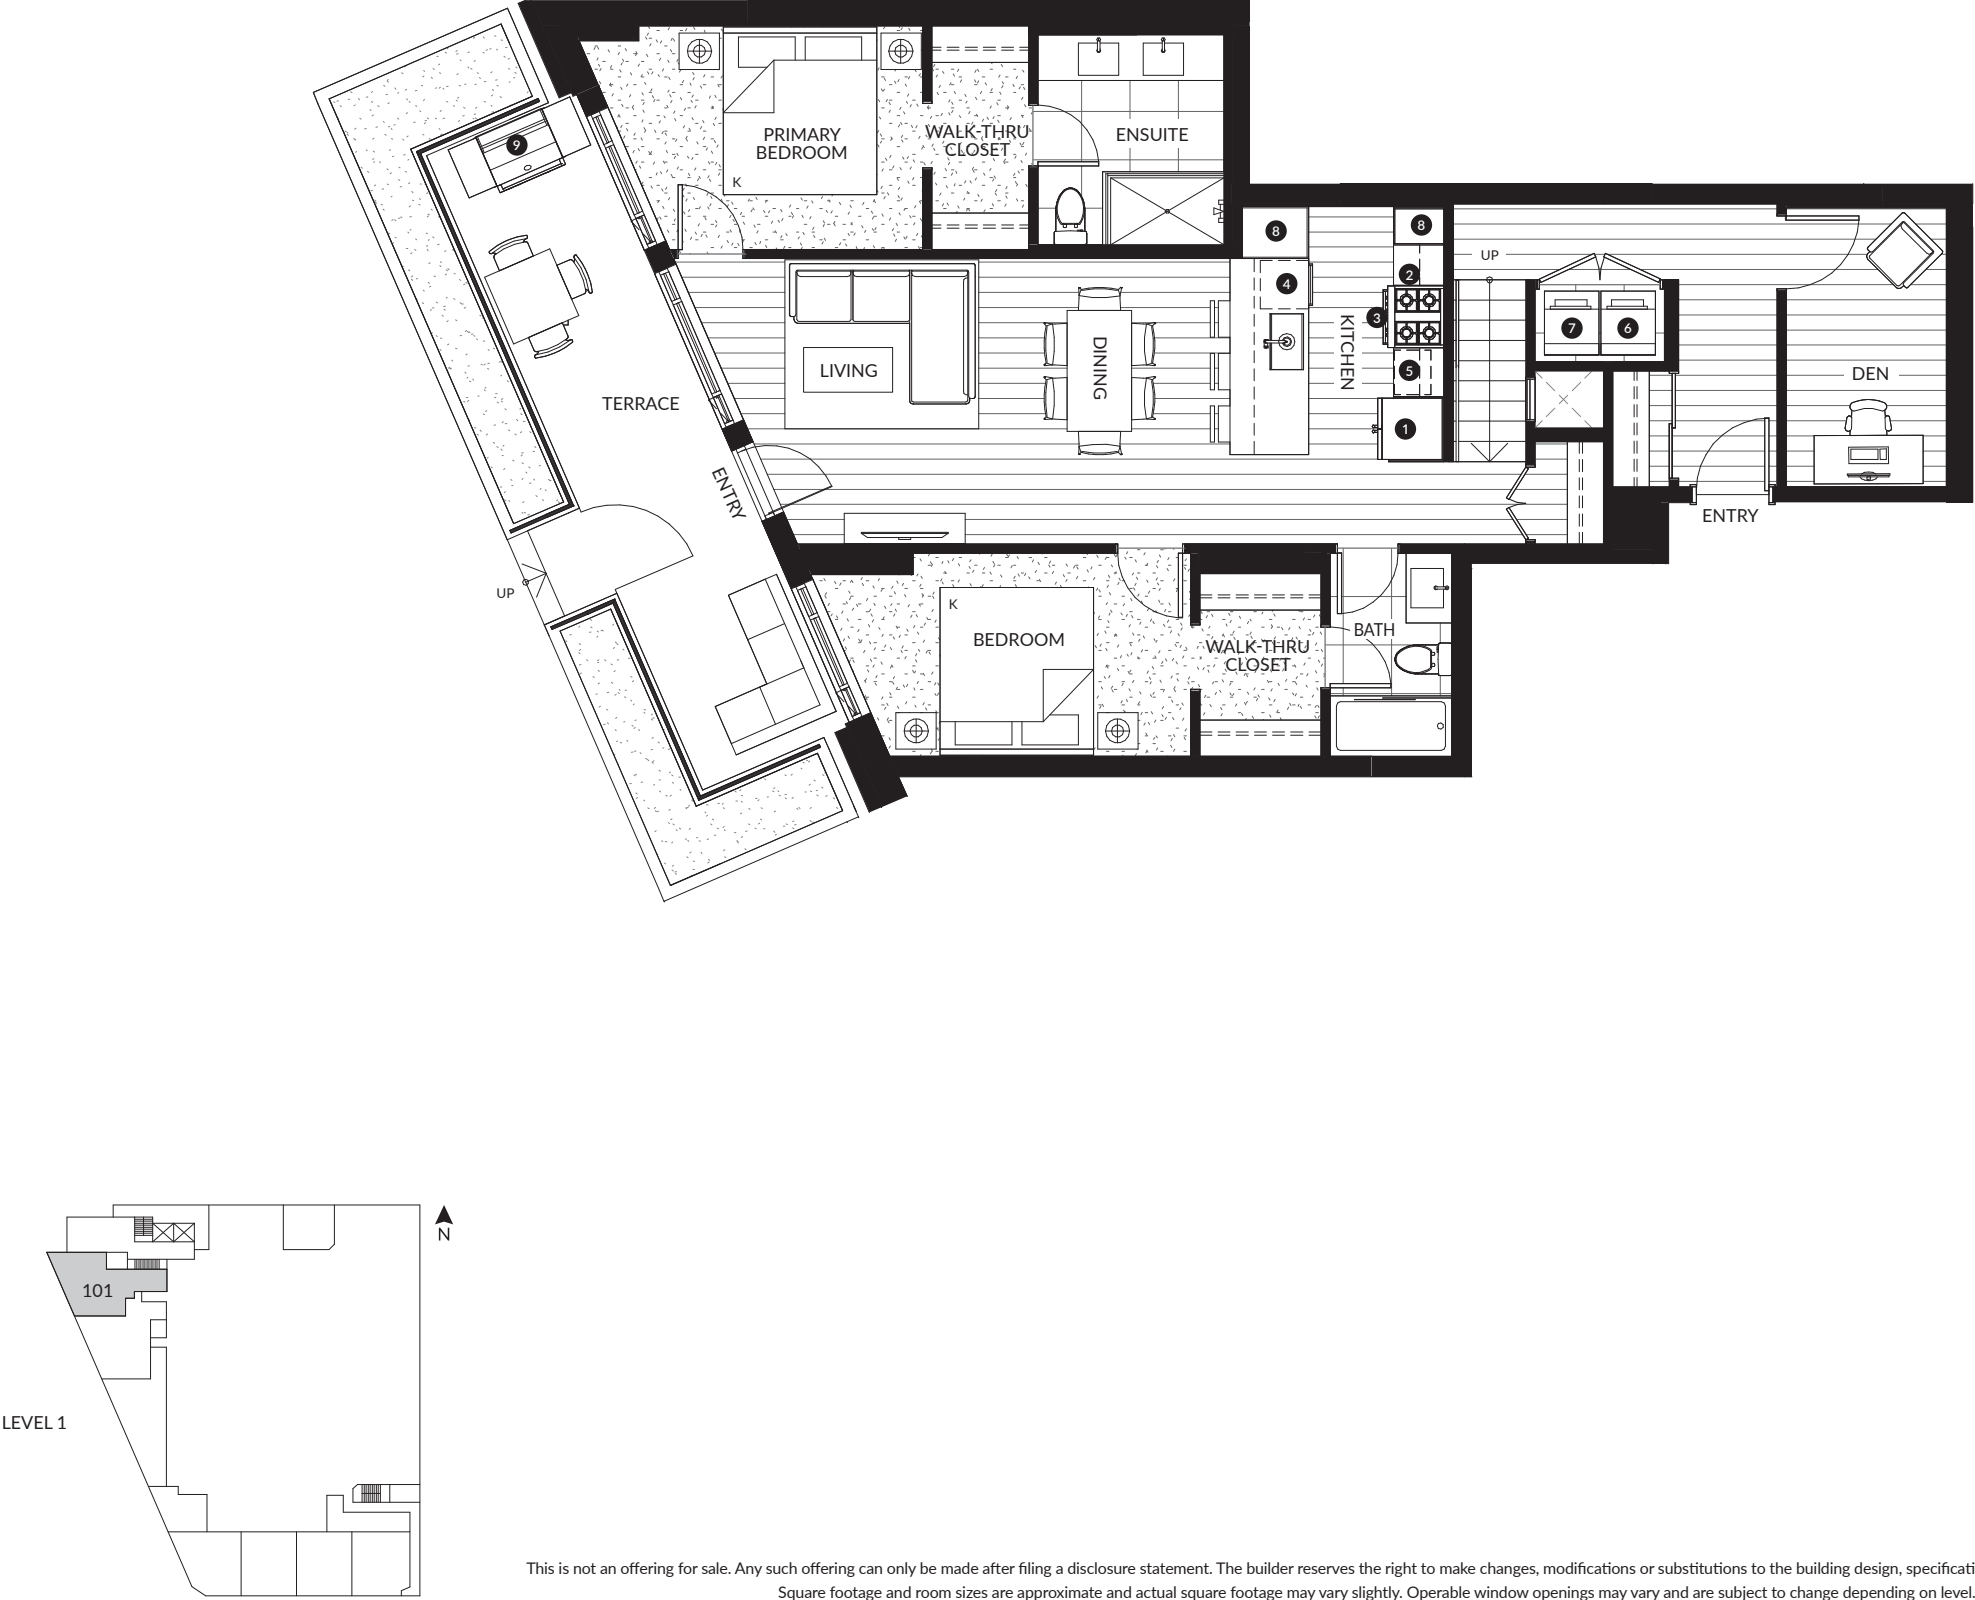 PRIMARY
BEDROOM
K
WALK-THRU
CLOSET
ENSUITE
9
8
8
UP
4
2
3
KITCHEN
5
1
7
6
DEN
LIVING
DINING
TERRACE
ENTRY
ENTRY
UP
K
BEDROOM
WALK-THRU
CLOSET
BATH
N
101
LEVEL 1
This is not an offering for sale. Any such offering can only be made after filing a disclosure statement. The builder reserves the right to make changes, modifications or substitutions to the building design, specificati
Square footage and room sizes are approximate and actual square footage may vary slightly. Operable window openings may vary and are subject to change depending on level.